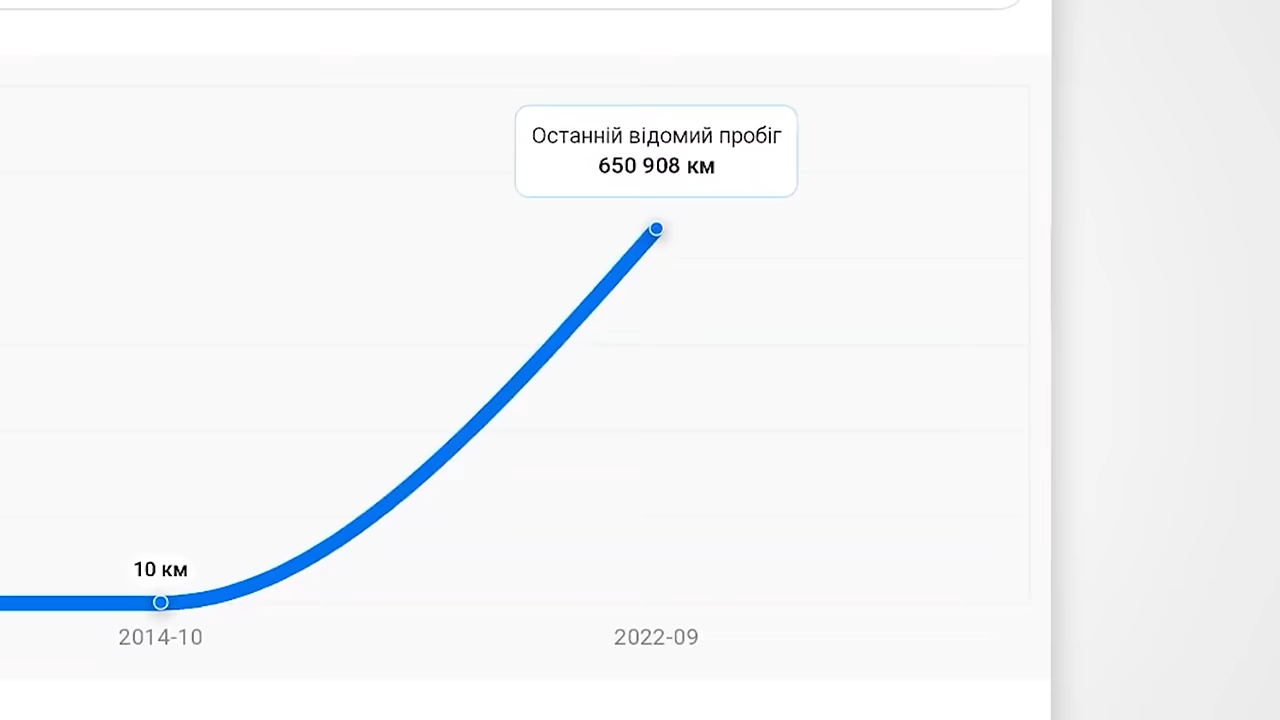 Останній відомий пробіг
650 908 км
10 км
2014-10
2022-09